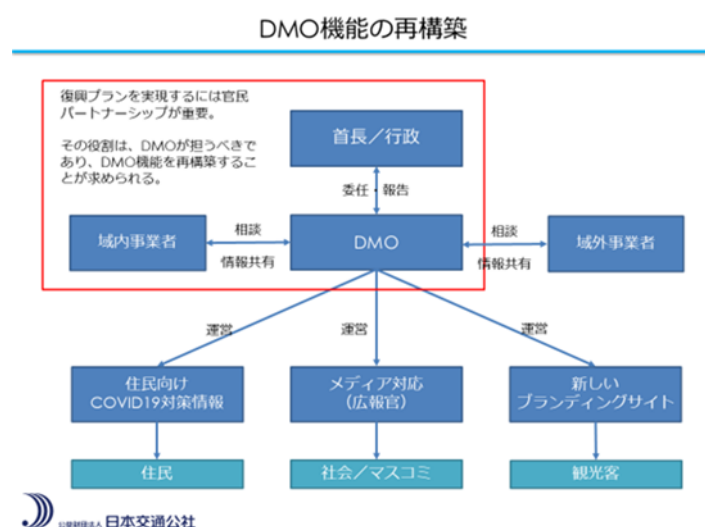 DMO機能の再構築
復興プランを実現するには官民
パートナーシップが重要。
その役割は、DMOが担うべきで
あり、DMO機能を再構築するこ
とが求められる。
首長／行政
委任・報告
域内事業者
相談
情報共有
DMO
相談
情報共有
域外事業者
運営
運営
運営
住民向け
COVID19対策情報
メディア対応
（広報官）
新しい
ブランディングサイト
住民
社会／マスコミ
観光客
公益財団法人 日本交通公社